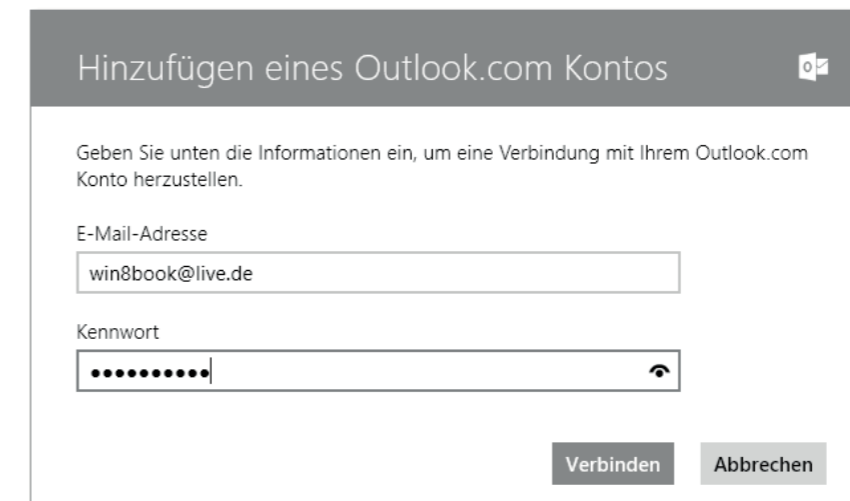 Hinzufügen eines Outlook.com Kontos
Geben Sie unten die Informationen ein, um eine Verbindung mit Ihrem Outlook.com
Konto herzustellen.
E-Mail-Adresse
win8book@live.de
Kennwort
••••••••••
Verbinden Abbrechen